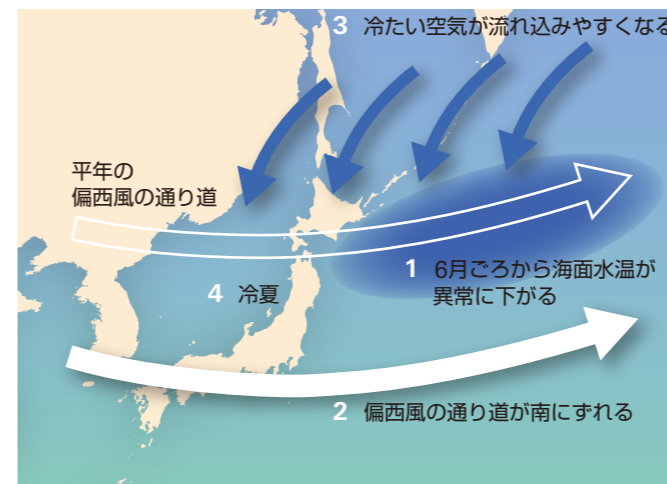 3 冷たい空気が流れ込みやすくなる
平年の
偏西風の通り道
1 6月ごろから海面水温が
異常に下がる
4 冷夏
2 偏西風の通り道が南にずれる